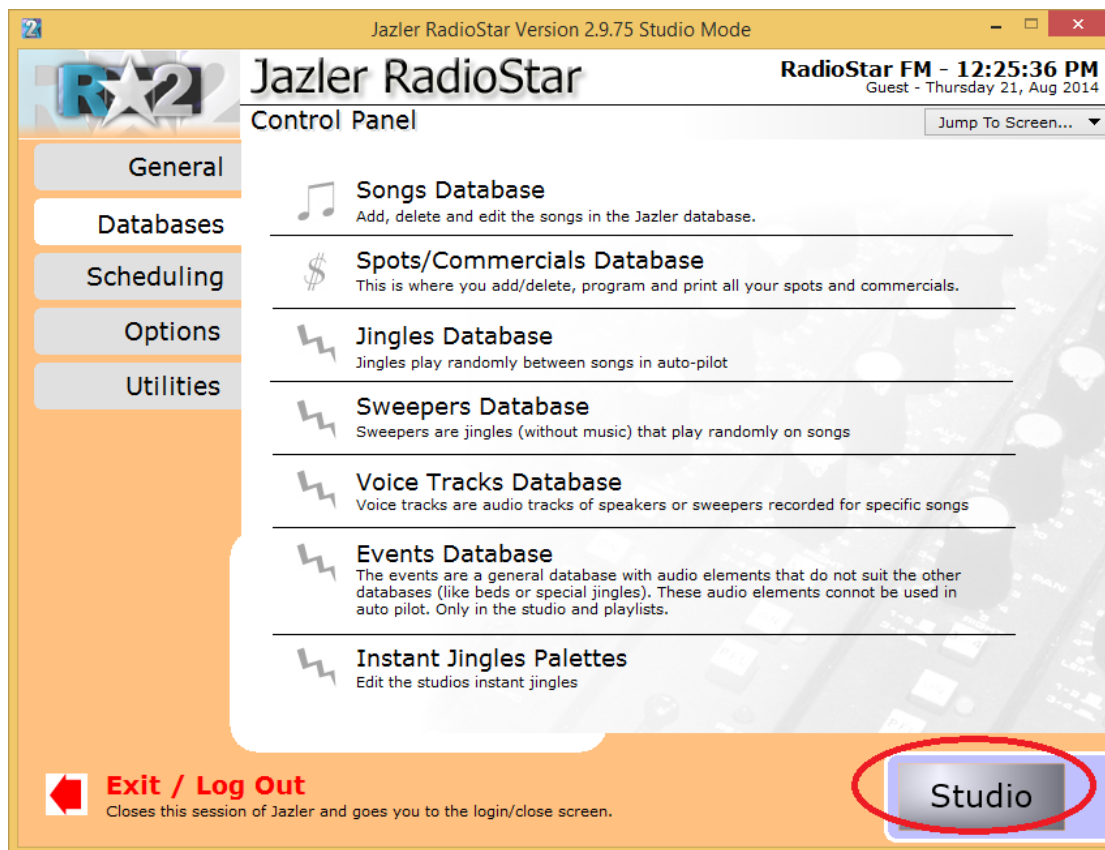 Jazler RadioStar Version 2.9.75 Studio Mode
R 2
Jazler RadioStar
RadioStar FM - 12:25:36 PM
Guest - Thursday 21, Aug 2014
Control Panel
Jump To Screen...
General
Databases
Scheduling
Options
Utilities
Songs Database
Add, delete and edit the songs in the Jazler database.
Spots/Commercials Database
This is where you add/delete, program and print all your spots and commercials.
Jingles Database
Jingles play randomly between songs in auto-pilot
Sweepers Database
Sweepers are jingles (without music) that play randomly on songs
Voice Tracks Database
Voice tracks are audio tracks of speakers or sweepers recorded for specific songs
Events Database
The events are a general database with audio elements that do not suit the other
databases (like beds or special jingles). These audio elements connot be used in
auto pilot. Only in the studio and playlists.
Instant Jingles Palettes
Edit the studios instant jingles
Exit / Log Out
Closes this session of Jazler and goes you to the login/close screen.
Studio